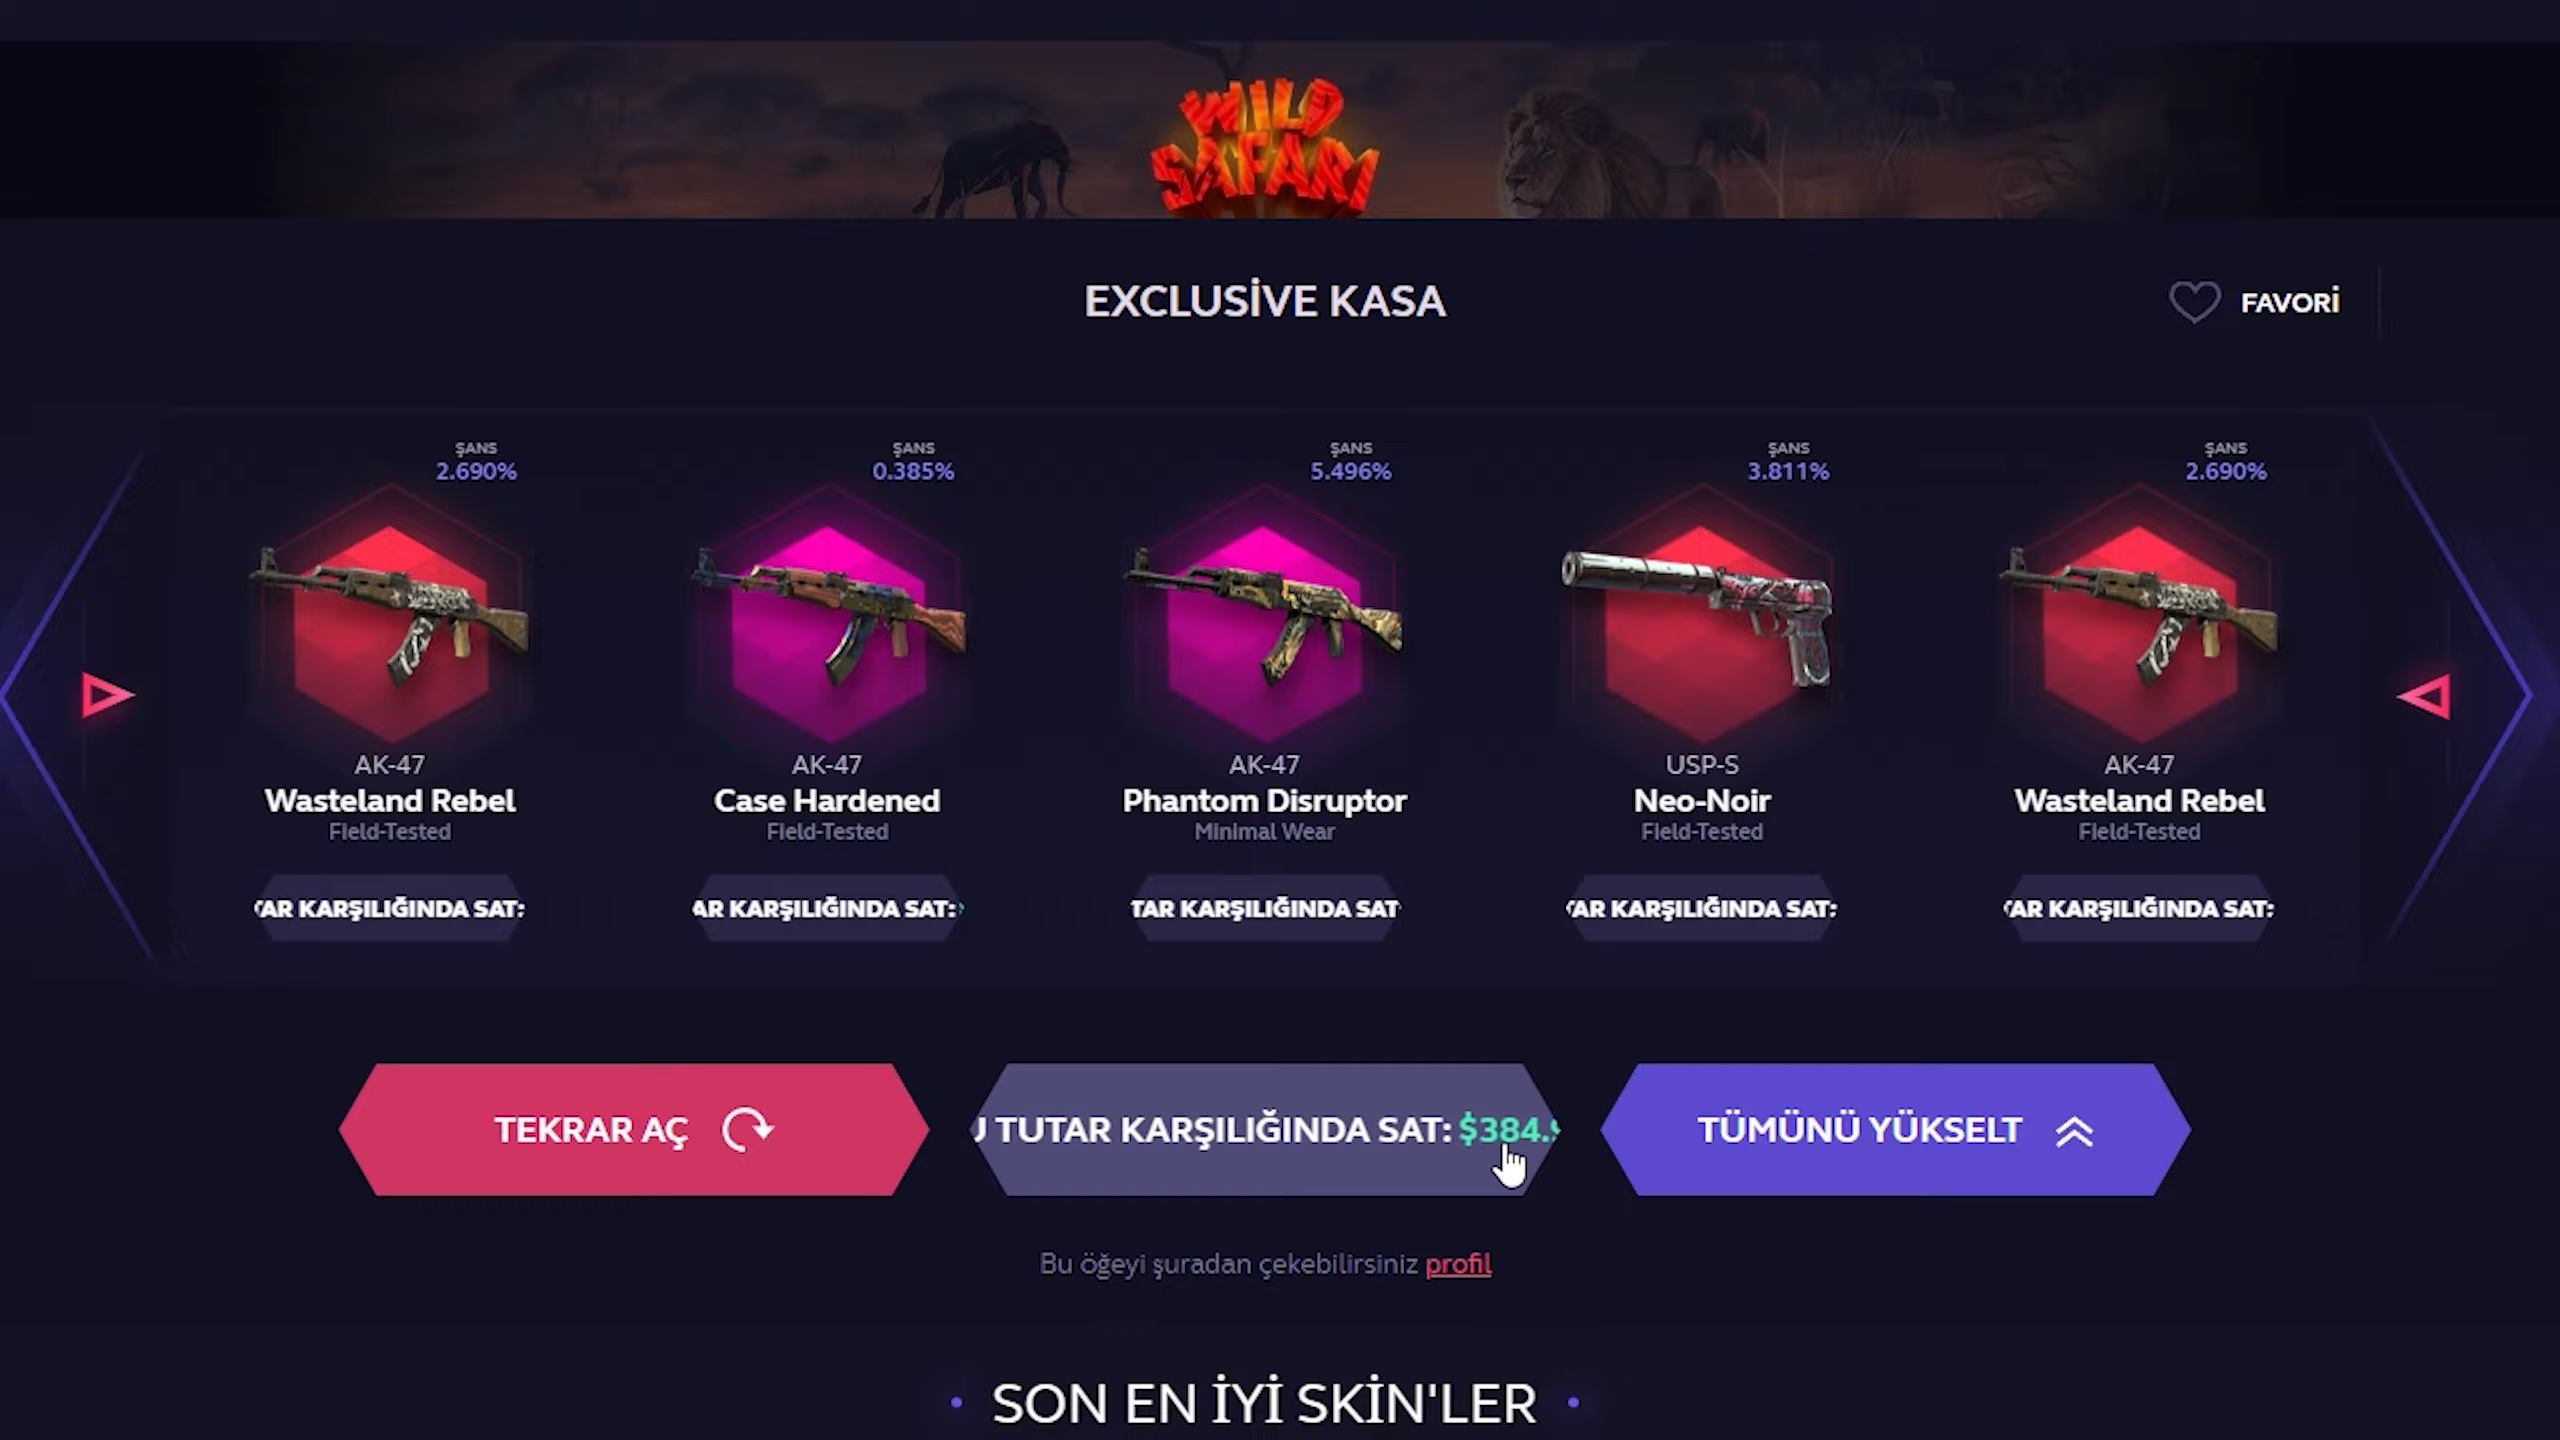 WILD
SAFARI
EXCLUSİVE KASA
FAVORİ
ŞANS
2.690%
AK-47
Wasteland Rebel
Field-Tested
AR KARŞILIĞINDA SAT:
ŞANS
0.385%
AK-47
Case Hardened
Field-Tested
AR KARŞILIĞINDA SAT:
ŞANS
5.496%
AK-47
Phantom Disruptor
Minimal Wear
TAR KARŞILIĞINDA SAT
ŞANS
3.811%
USP-S
Neo-Noir
Field-Tested
AR KARŞILIĞINDA SAT:
ŞANS
2.690%
AK-47
Wasteland Rebel
Field-Tested
AR KARŞILIĞINDA SAT:
TEKRAR AÇ
TUTAR KARŞILIĞINDA SAT: $384.
TÜMÜNÜ YÜKSELT
Bu öğeyi şuradan çekebilirsiniz profil
• SON EN İYİ SKİN'LER •